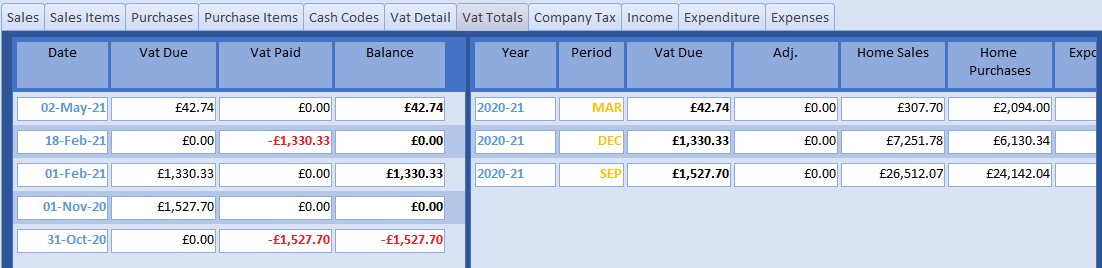 Sales Sales Items Purchases Purchase Items Cash Codes Vat Detail Vat Totals Company Tax Income Expenditure Expenses
Date Vat Due Vat Paid Balance
02-May-21 £42.74 £0.00 £42.74
18-Feb-21 £0.00 -£1,330.33 £0.00
01-Feb-21 £1,330.33 £0.00 £1,330.33
01-Nov-20 £1,527.70 £0.00 £0.00
31-Oct-20 £0.00 -£1,527.70 -£1,527.70
Year Period Vat Due Adj. Home Sales Home
Purchases
2020-21 MAR £42.74 £0.00 £307.70 £2,094.00
2020-21 DEC £1,330.33 £0.00 £7,251.78 £6,130.34
2020-21 SEP £1,527.70 £0.00 £26,512.07 £24,142.04